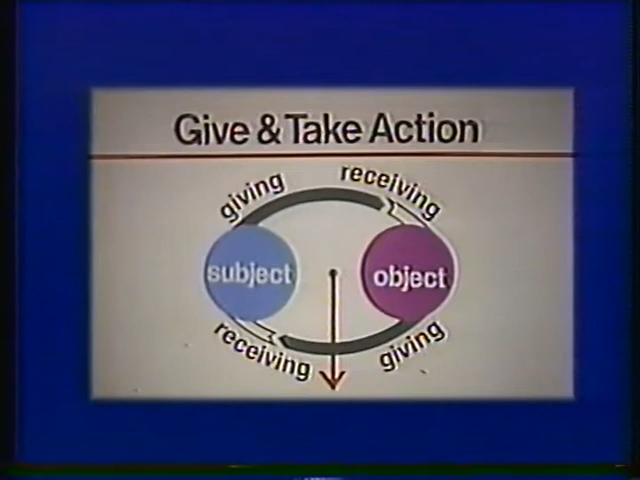 Give & Take Action
giving
receiving
subject
object
receiving
giving